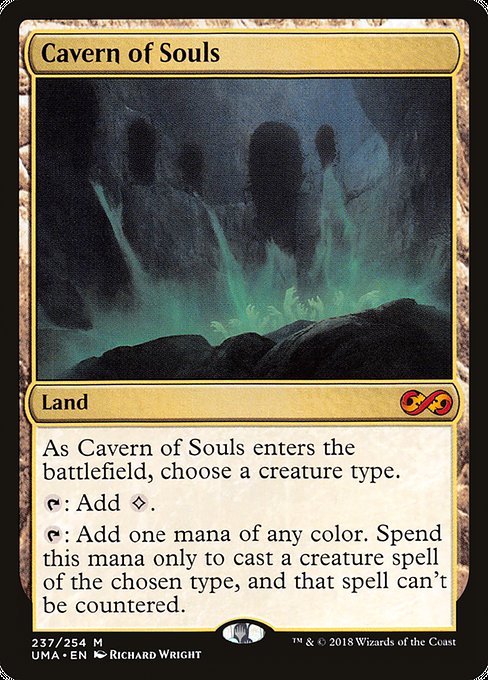 Cavern of Souls
Land
As Cavern of Souls enters the
battlefield, choose a creature type.
: Add .
: Add one mana of any color. Spend
this mana only to cast a creature spell
of the chosen type, and that spell can't
be countered.
237/254 M
UMA • EN Richard Wright
™ & © 2018 Wizards of the Coast